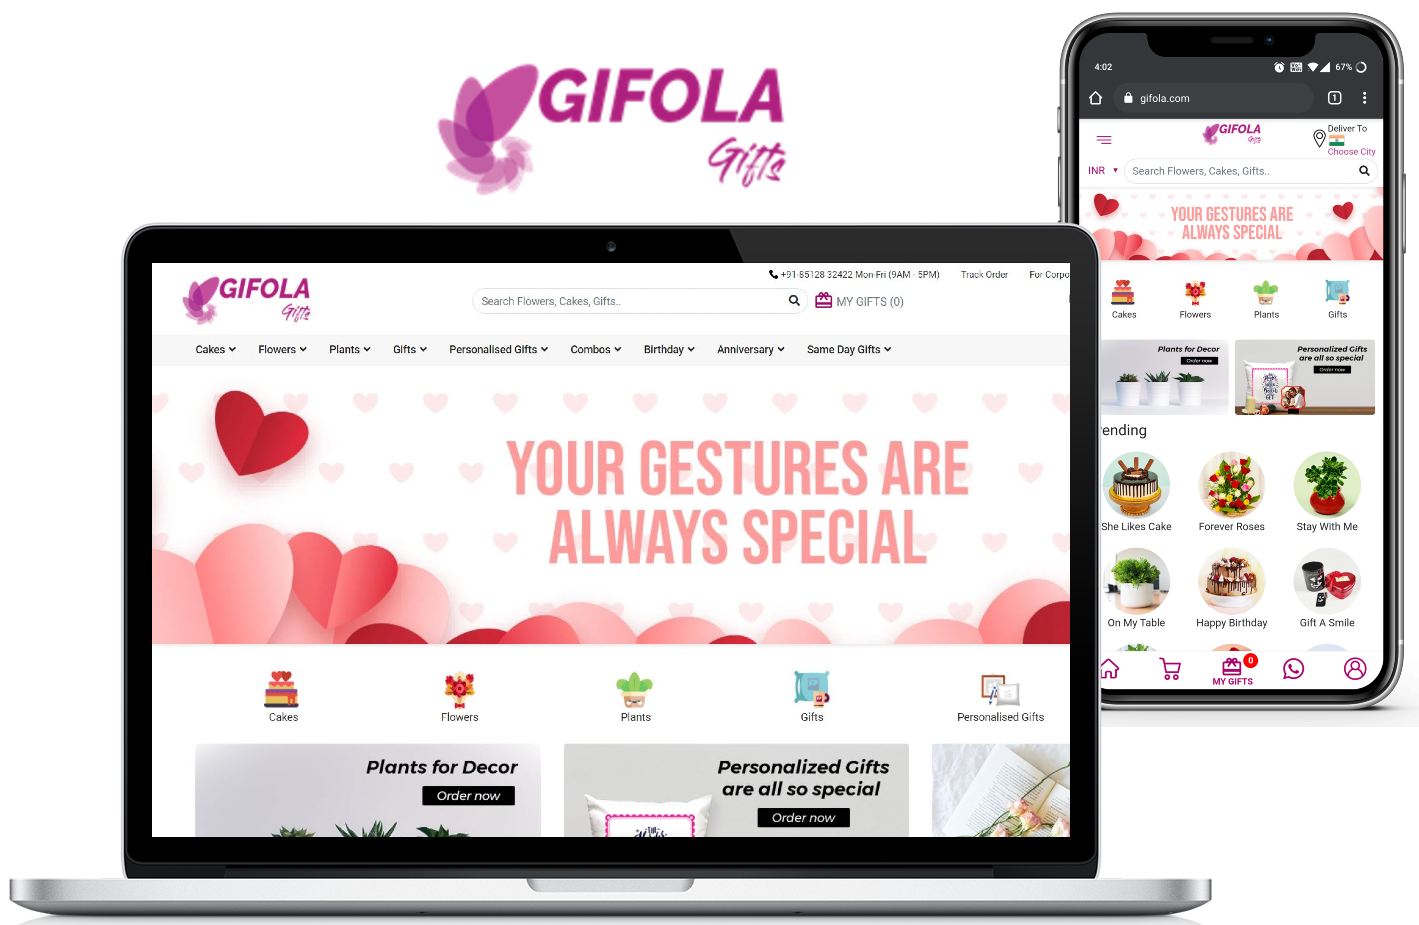 GIFOLA
Gifts
4:02
67%
gifola.com
1
GIFOLA
Gifts
Deliver To
Choose City
INR
Search Flowers, Cakes, Gifts..
YOUR GESTURES ARE
ALWAYS SPECIAL
Cakes Flowers Plants Gifts
Plants for Decor
Order now
Personalized Gifts
are all so special
Order now
rending
She Likes Cake Forever Roses Stay With Me
On My Table Happy Birthday Gift A Smile
0
MY GIFTS
GIFOLA
Gifts
+91-85128 32422 Mon-Fri (9AM - 5PM) Track Order For Corpo
Search Flowers, Cakes, Gifts..
MY GIFTS (0)
Cakes Flowers Plants Gifts Personalised Gifts Combos Birthday Anniversary Same Day Gifts
YOUR GESTURES ARE
ALWAYS SPECIAL
Cakes Flowers Plants Gifts Personalised Gifts
Plants for Decor
Order now
Personalized Gifts
are all so special
Order now